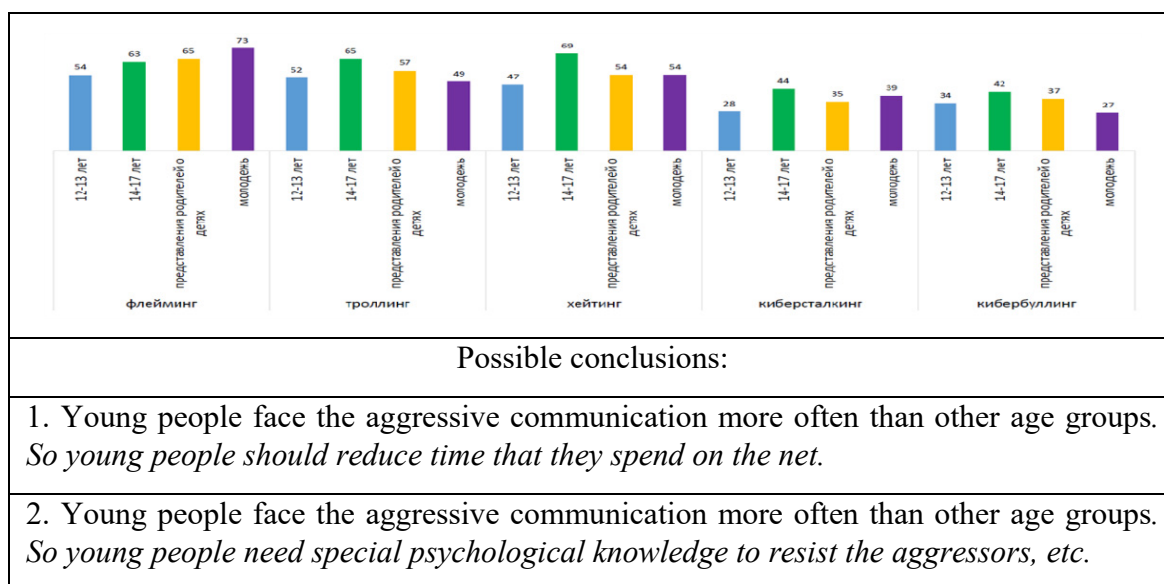 54 63 65 73 52 65 57 49 47 69 54 54 28 44 35 39 34 42 37 27
12-13 лет
14-17 лет
представления родителей о
детях
молодежь
12-13 лет
14-17 лет
представления родителей о
детях
молодежь
12-13 лет
14-17 лет
представления родителей о
детях
молодежь
12-13 лет
14-17 лет
представления родителей о
детях
молодежь
12-13 лет
14-17 лет
представления родителей о
детях
молодежь
флейминг троллинг хейтинг киберсталкинг кибербуллинг
Possible conclusions:
1. Young people face the aggressive communication more often than other age groups.
So young people should reduce time that they spend on the net.
2. Young people face the aggressive communication more often than other age groups.
So young people need special psychological knowledge to resist the aggressors, etc.